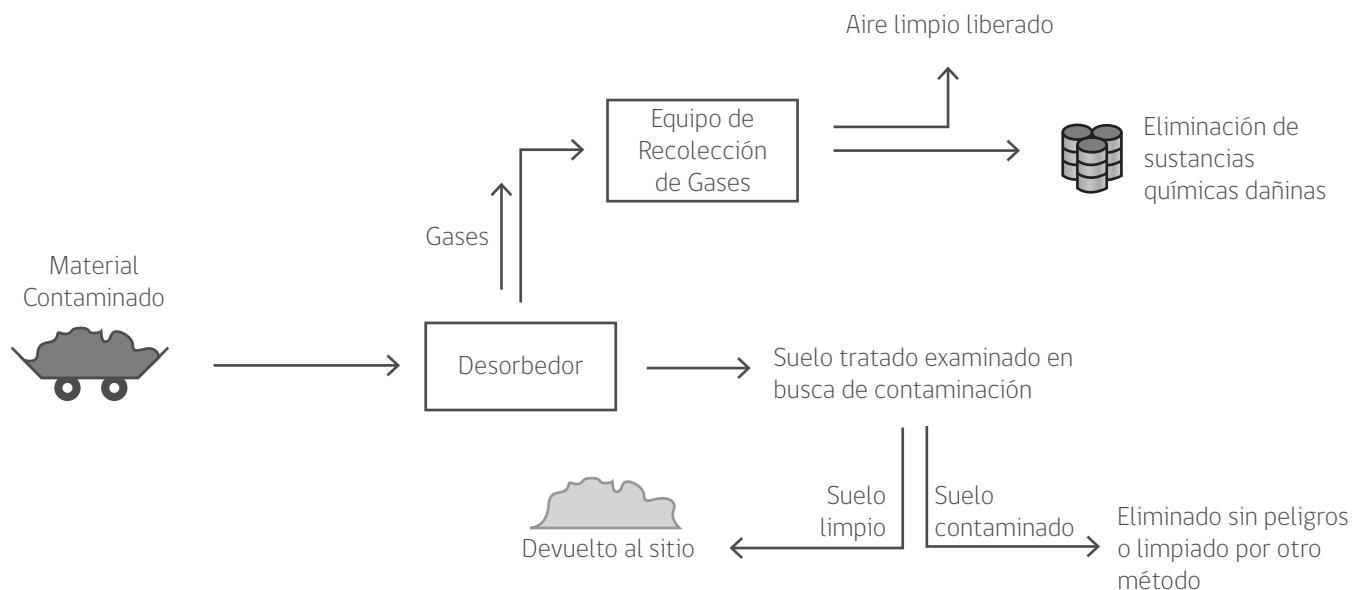 Aire limpio liberado
Equipo de
Recolección
de Gases
Eliminación de
sustancias
químicas dañinas
Gases
Material
Contaminado
Desorbedor
Suelo tratado examinado en
busca de contaminación
Suelo
limpio
Suelo
contaminado
Devuelto al sitio
Eliminado sin peligros
o limpiado por otro
método